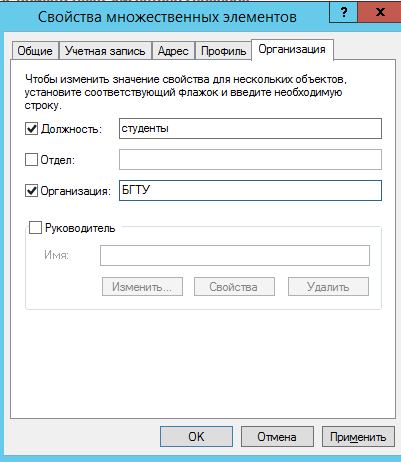 Свойства множественных элементов
?
x
Общие
Учетная запись
Адрес
Профиль
Организация
Чтобы изменить значение свойства для нескольких объектов,
установите соответствующий флажок и введите необходимую
строку.
Должность:
студенты
Отдел:
Организация:
БГТУ
Руководитель
Имя:
Изменить...
Свойства
Удалить
OK
Отмена
Применить